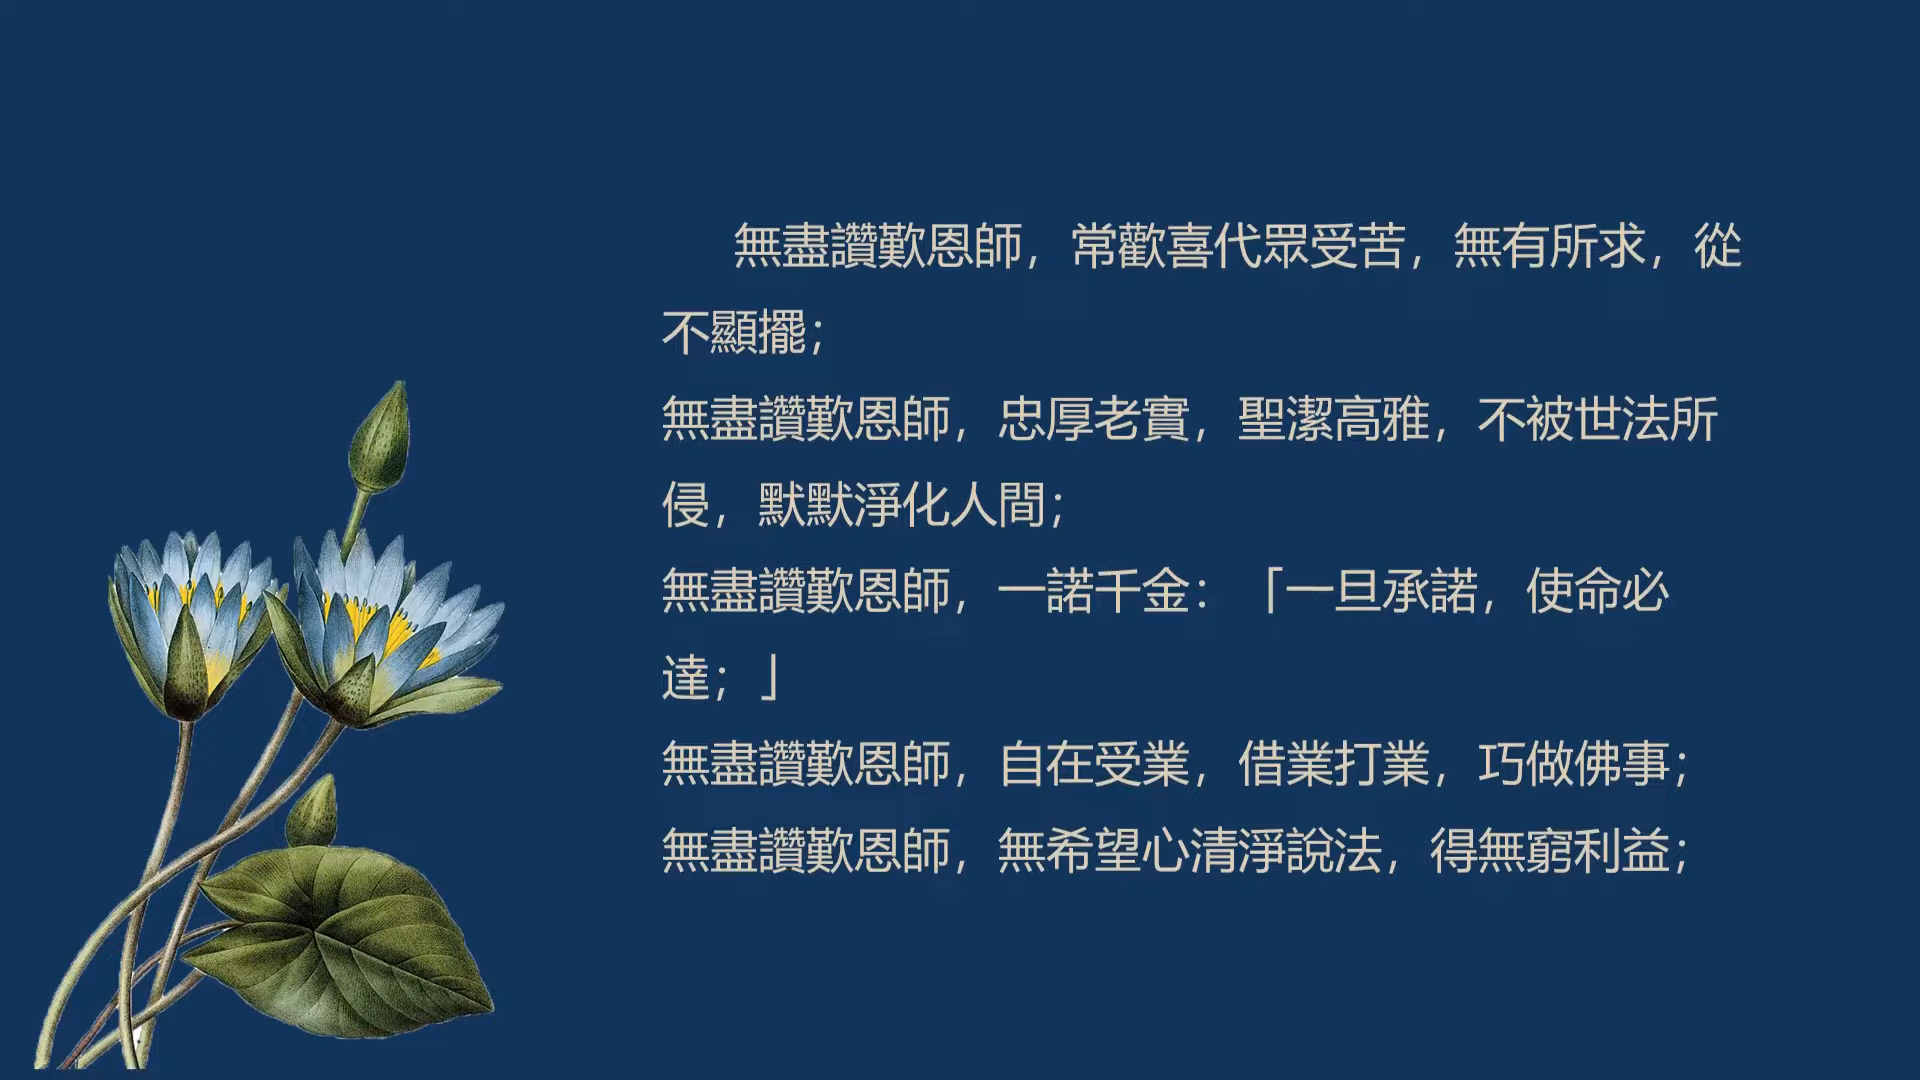 無盡讚歎恩師，常歡喜代眾受苦，無有所求，從
不顯擺；
無盡讚歎恩師，忠厚老實，聖潔高雅，不被世法所
侵，默默淨化人間；
無盡讚歎恩師，一諾千金：「一旦承諾，使命必
達；」
無盡讚歎恩師，自在受業，借業打業，巧做佛事；
無盡讚歎恩師，無希望心清淨說法，得無窮利益；